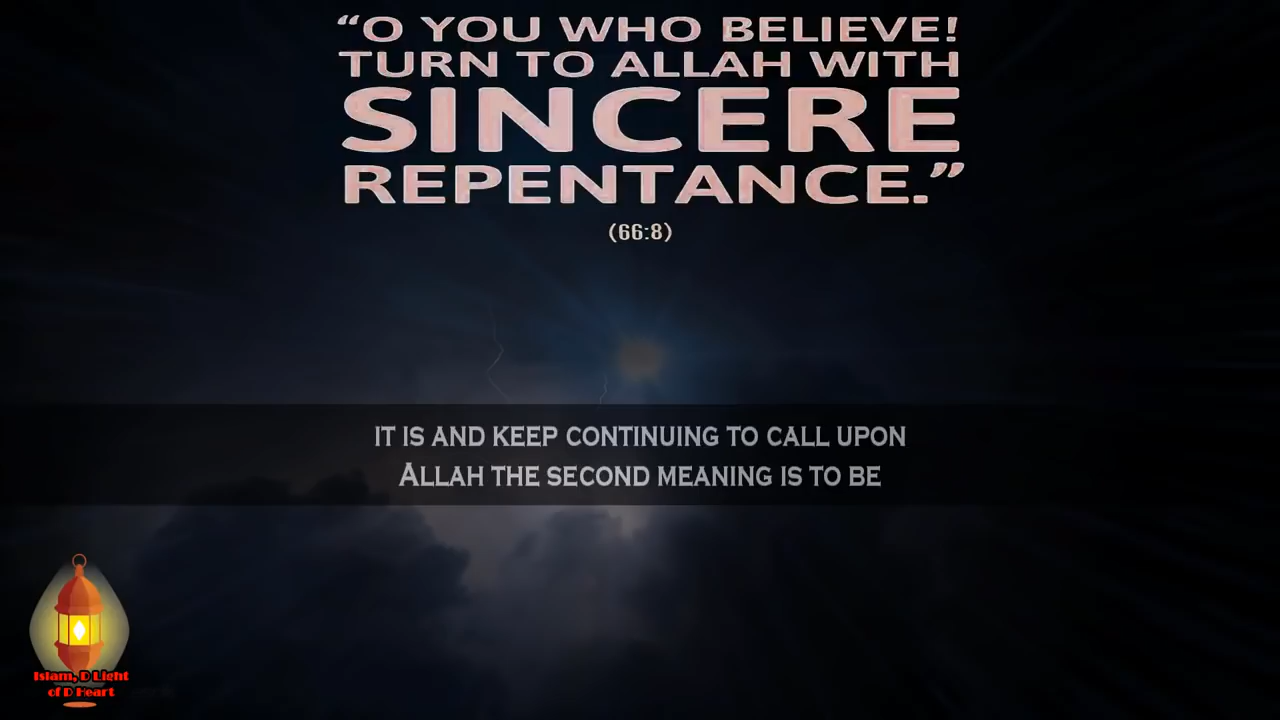 “O YOU WHO BELIEVE!
TURN TO ALLAH WITH
SINCERE
REPENTANCE.”
(66:8)
IT IS AND KEEP CONTINUING TO CALL UPON
ALLAH THE SECOND MEANING IS TO BE
Islam, D Light
of D Heart